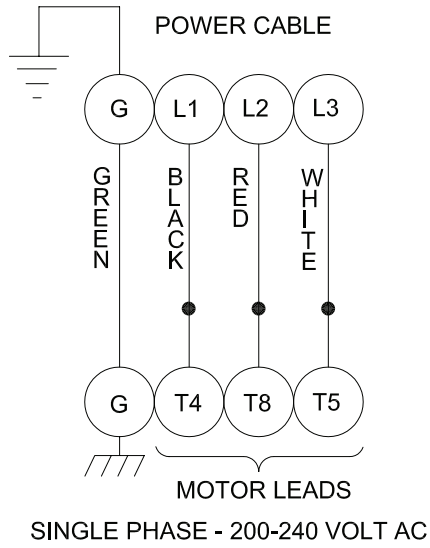 POWER CABLE
G L1 L2 L3
GREEN
BLACK
RED
WHITE
G T4 T8 T5
MOTOR LEADS
SINGLE PHASE - 200-240 VOLT AC